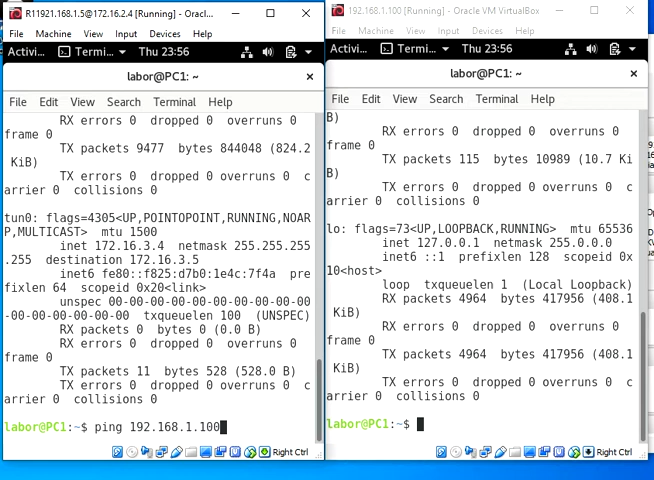 R11921.168.1.5@172.16.2.4 [Running] - Oracl...
File Machine View Input Devices Help
Activi... Termi... Thu 23:56
labor@PC1: ~
File Edit View Search Terminal Help
RX errors 0 dropped 0 overruns 0
frame 0
TX packets 9477 bytes 844048 (824.2
KiB)
TX errors 0 dropped 0 overruns 0 c
arrier 0 collisions 0
tun0: flags=4305<UP,POINTOPOINT,RUNNING,NOAR
P,MULTICAST> mtu 1500
inet 172.16.3.4 netmask 255.255.255
.255 destination 172.16.3.5
inet6 fe80::f825:d7b0:1e4c:7f4a pre
fixlen 64 scopeid 0x20<link>
unspec 00-00-00-00-00-00-00-00-00-00
-00-00-00-00-00-00 txqueuelen 100 (UNSPEC)
RX packets 0 bytes 0 (0.0 B)
RX errors 0 dropped 0 overruns 0
frame 0
TX packets 11 bytes 528 (528.0 B)
TX errors 0 dropped 0 overruns 0 c
arrier 0 collisions 0
labor@PC1:~$ ping 192.168.1.100
Right Ctrl
192.168.1.100 [Running] - Oracle VM VirtualBox
File Machine View Input Devices Help
Activi... Termi... Thu 23:56
labor@PC1: ~
File Edit View Search Terminal Help
B)
RX errors 0 dropped 0 overruns 0
frame 0
TX packets 115 bytes 10989 (10.7 Ki
B)
TX errors 0 dropped 0 overruns 0 c
arrier 0 collisions 0
lo: flags=73<UP,LOOPBACK,RUNNING> mtu 65536
inet 127.0.0.1 netmask 255.0.0.0
inet6 ::1 prefixlen 128 scopeid 0x
10<host>
loop txqueuelen 1 (Local Loopback)
RX packets 4964 bytes 417956 (408.1
KiB)
RX errors 0 dropped 0 overruns 0
frame 0
TX packets 4964 bytes 417956 (408.1
KiB)
TX errors 0 dropped 0 overruns 0 c
arrier 0 collisions 0
labor@PC1:~$
Right Ctrl